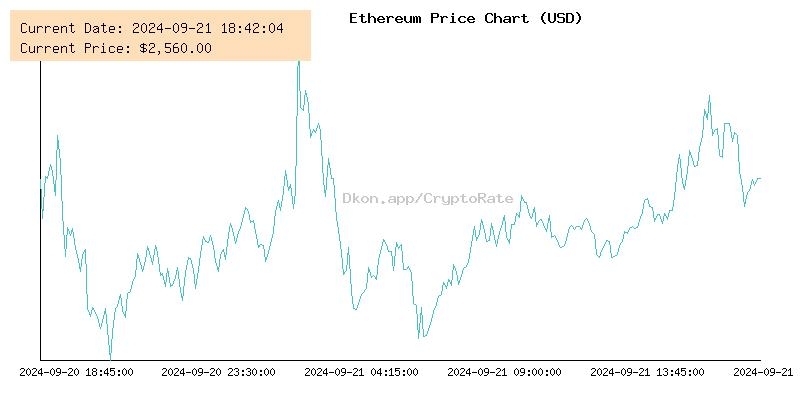 Ethereum Price Chart (USD)
Current Date: 2024-09-21 18:42:04
Current Price: $2,560.00
Dkon.app/CryptoRate
2024-09-20 18:45:00 2024-09-20 23:30:00 2024-09-21 04:15:00 2024-09-21 09:00:00 2024-09-21 13:45:00 2024-09-21